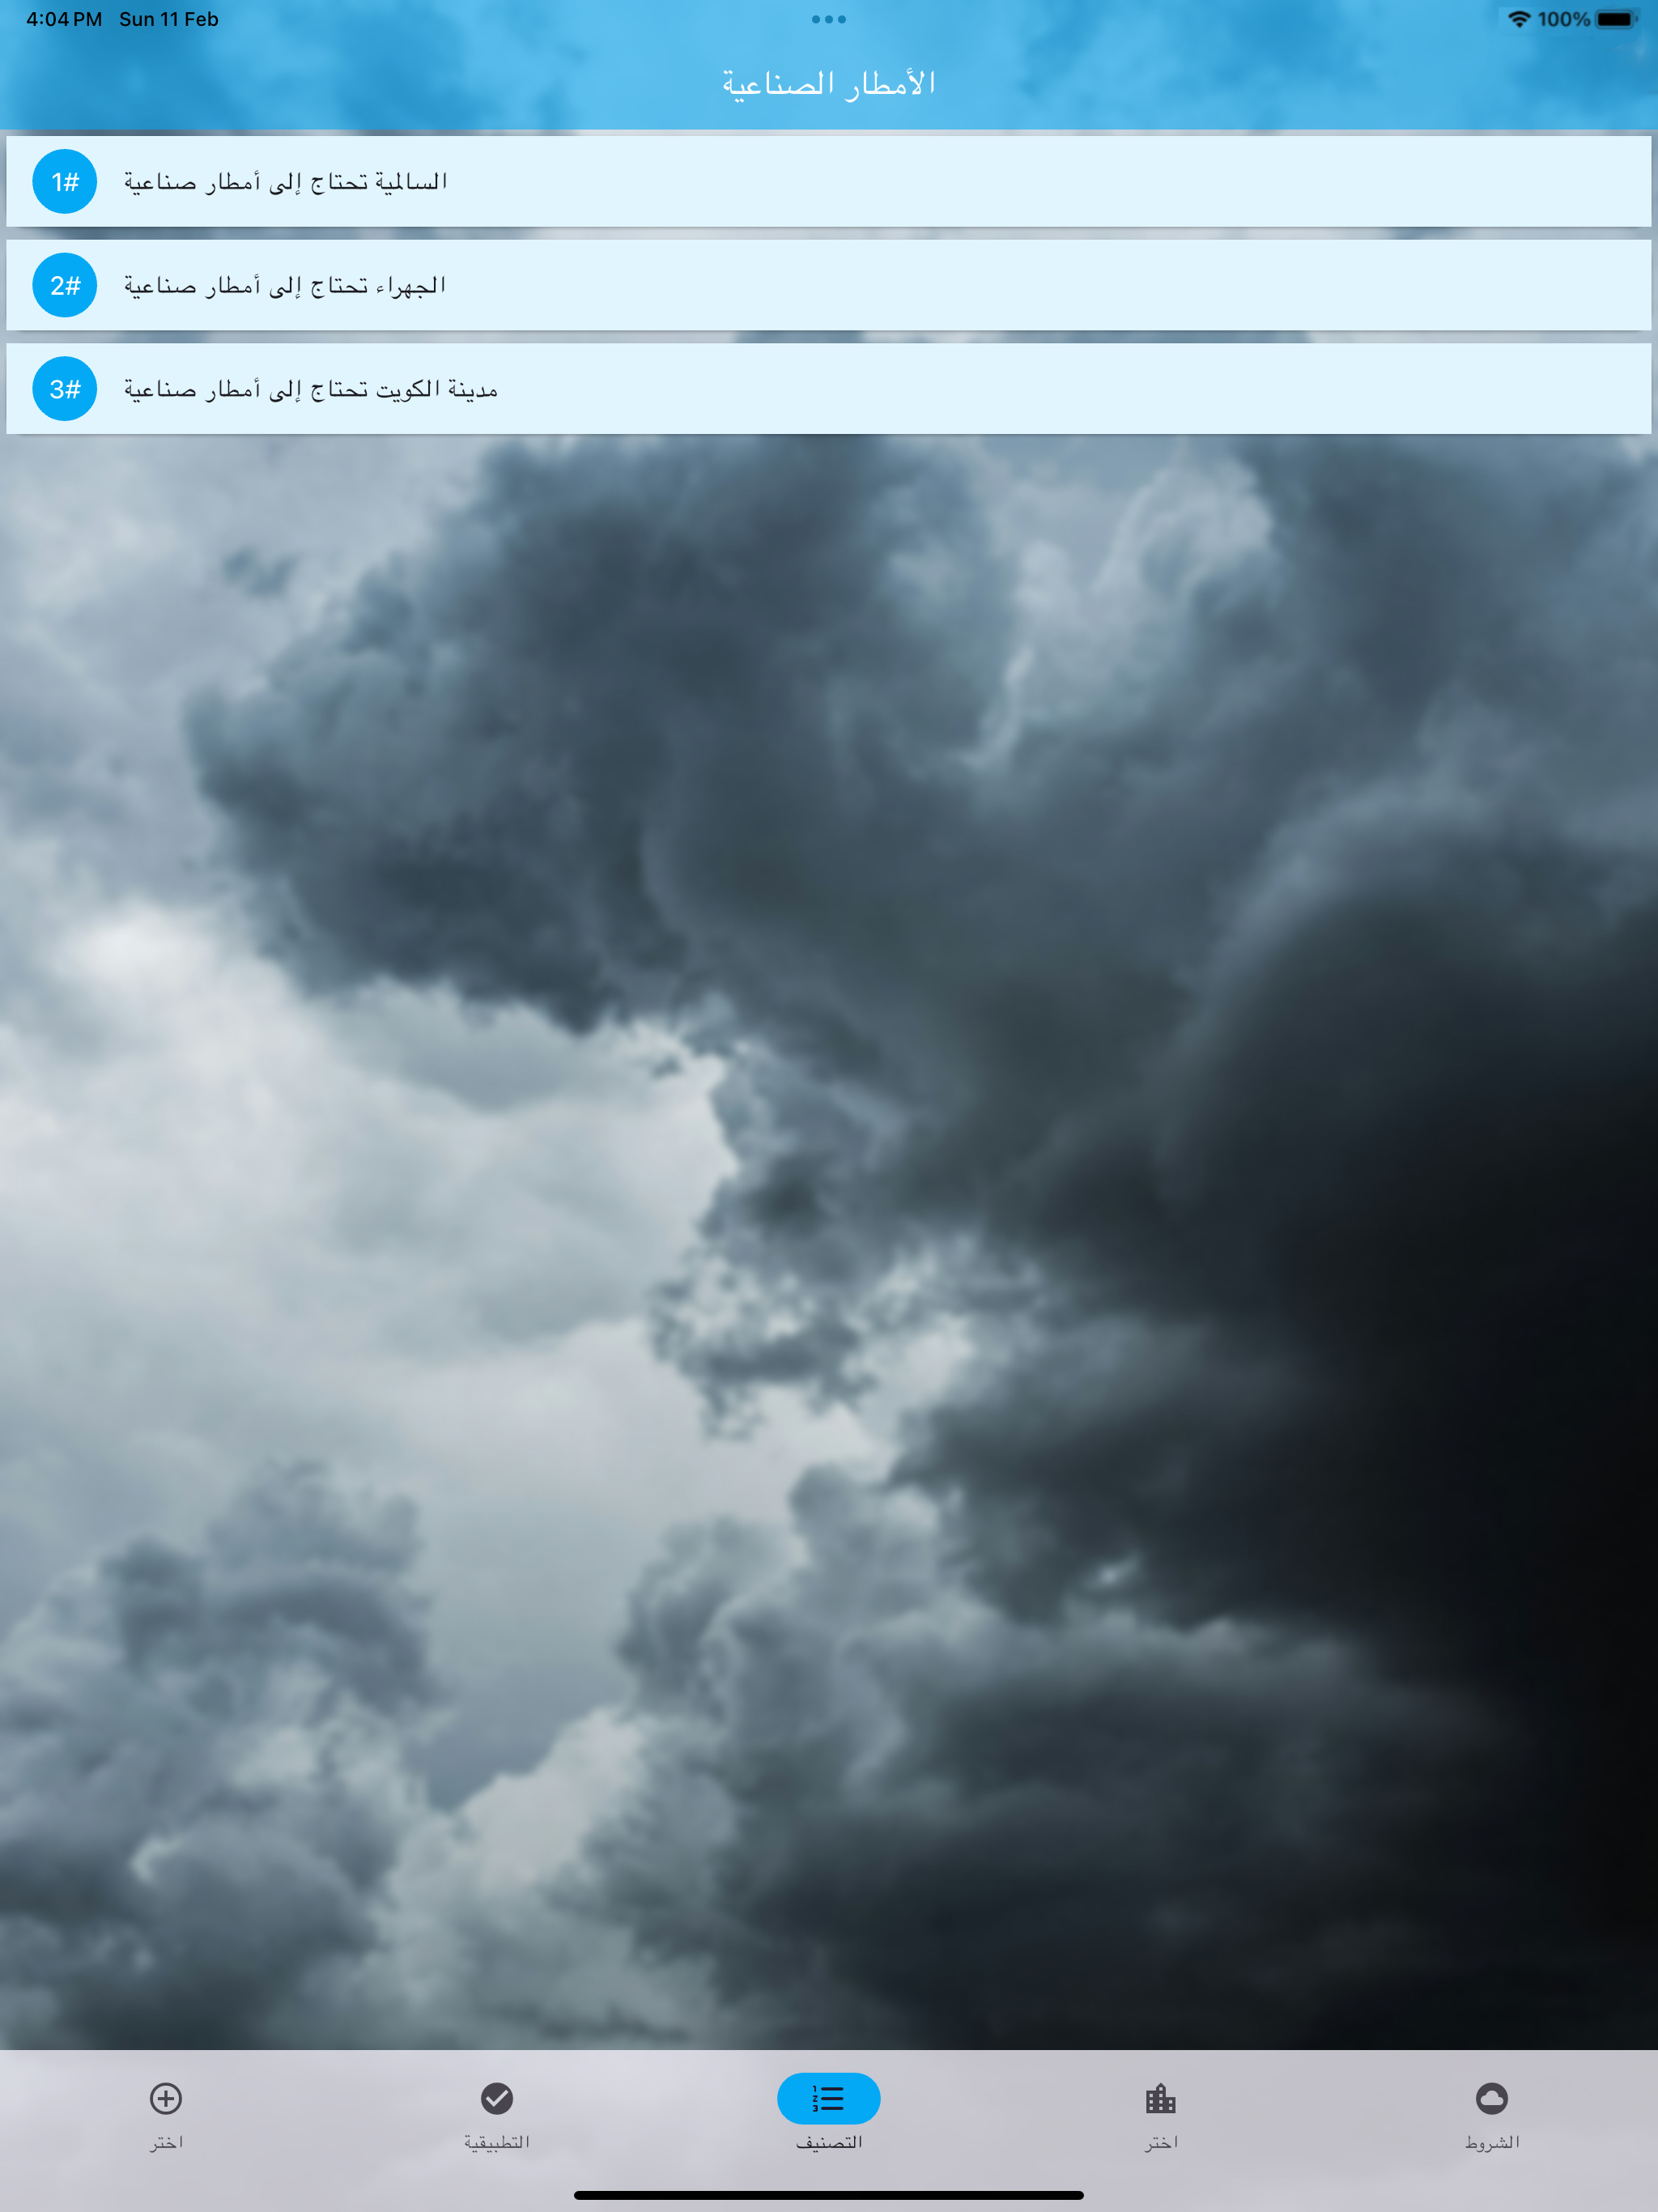 4:04 PM Sun 11 Feb
100%
الأمطار الصناعية
1#
السالمية تحتاج إلى أمطار صناعية
2#
الجهراء تحتاج إلى أمطار صناعية
3#
مدينة الكويت تحتاج إلى أمطار صناعية
الشروط
اختر
التصنيف
التطبيقية
اختر